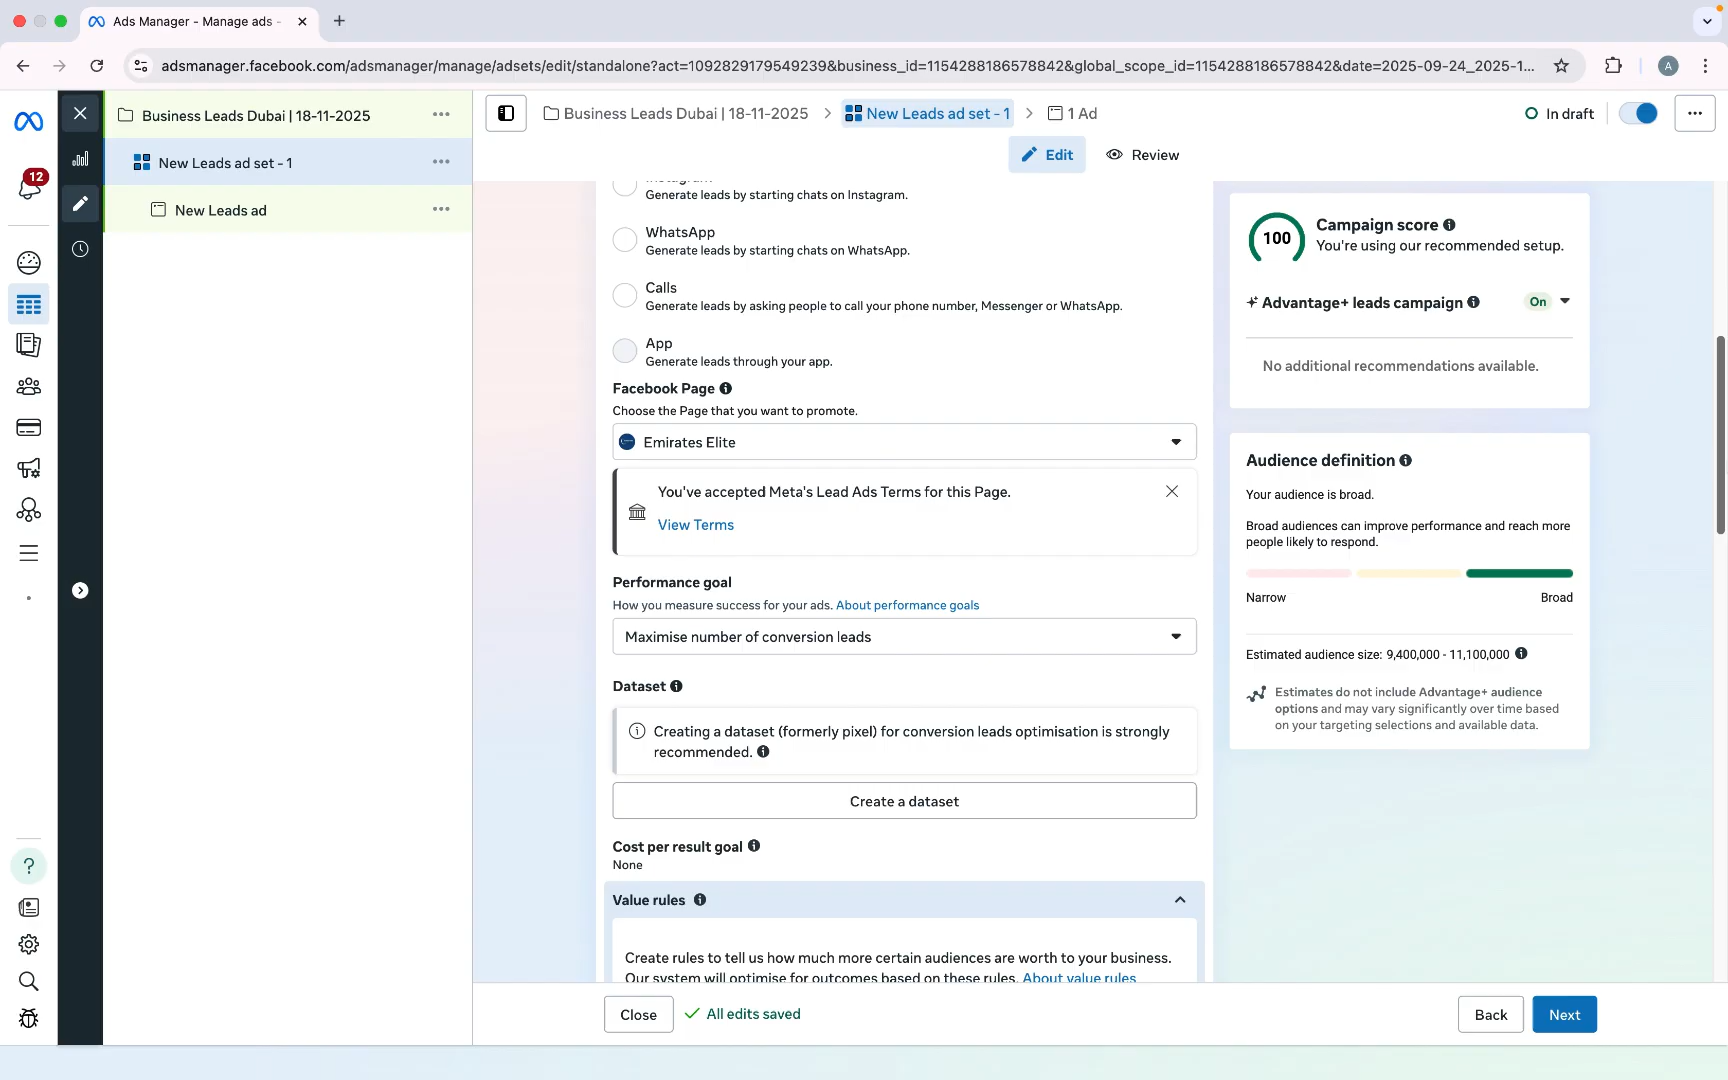 Ads Manager - Manage ads -
adsmanager.facebook.com/adsmanager/manage/adsets/edit/standalone?act=1092829179549239&business_id=1154288186578842&global_scope_id=1154288186578842&date=2025-09-24_2025-1...
A
12
Business Leads Dubai | 18-11-2025
New Leads ad set - 1
New Leads ad
Business Leads Dubai | 18-11-2025
New Leads ad set - 1
1 Ad
In draft
Edit
Review
Instagram
Generate leads by starting chats on Instagram.
WhatsApp
Generate leads by starting chats on WhatsApp.
Calls
Generate leads by asking people to call your phone number, Messenger or WhatsApp.
App
Generate leads through your app.
Facebook Page
Choose the Page that you want to promote.
Emirates Elite
You've accepted Meta's Lead Ads Terms for this Page.
View Terms
Performance goal
How you measure success for your ads. About performance goals
Maximise number of conversion leads
Dataset
Creating a dataset (formerly pixel) for conversion leads optimisation is strongly
recommended.
Create a dataset
Cost per result goal
None
Value rules
Create rules to tell us how much more certain audiences are worth to your business.
Our system will optimise for outcomes based on these rules. About value rules
Close
All edits saved
Back
Next
100
Campaign score
You're using our recommended setup.
Advantage+ leads campaign
On
No additional recommendations available.
Audience definition
Your audience is broad.
Broad audiences can improve performance and reach more
people likely to respond.
Narrow
Broad
Estimated audience size: 9,400,000 - 11,100,000
Estimates do not include Advantage+ audience
options and may vary significantly over time based
on your targeting selections and available data.